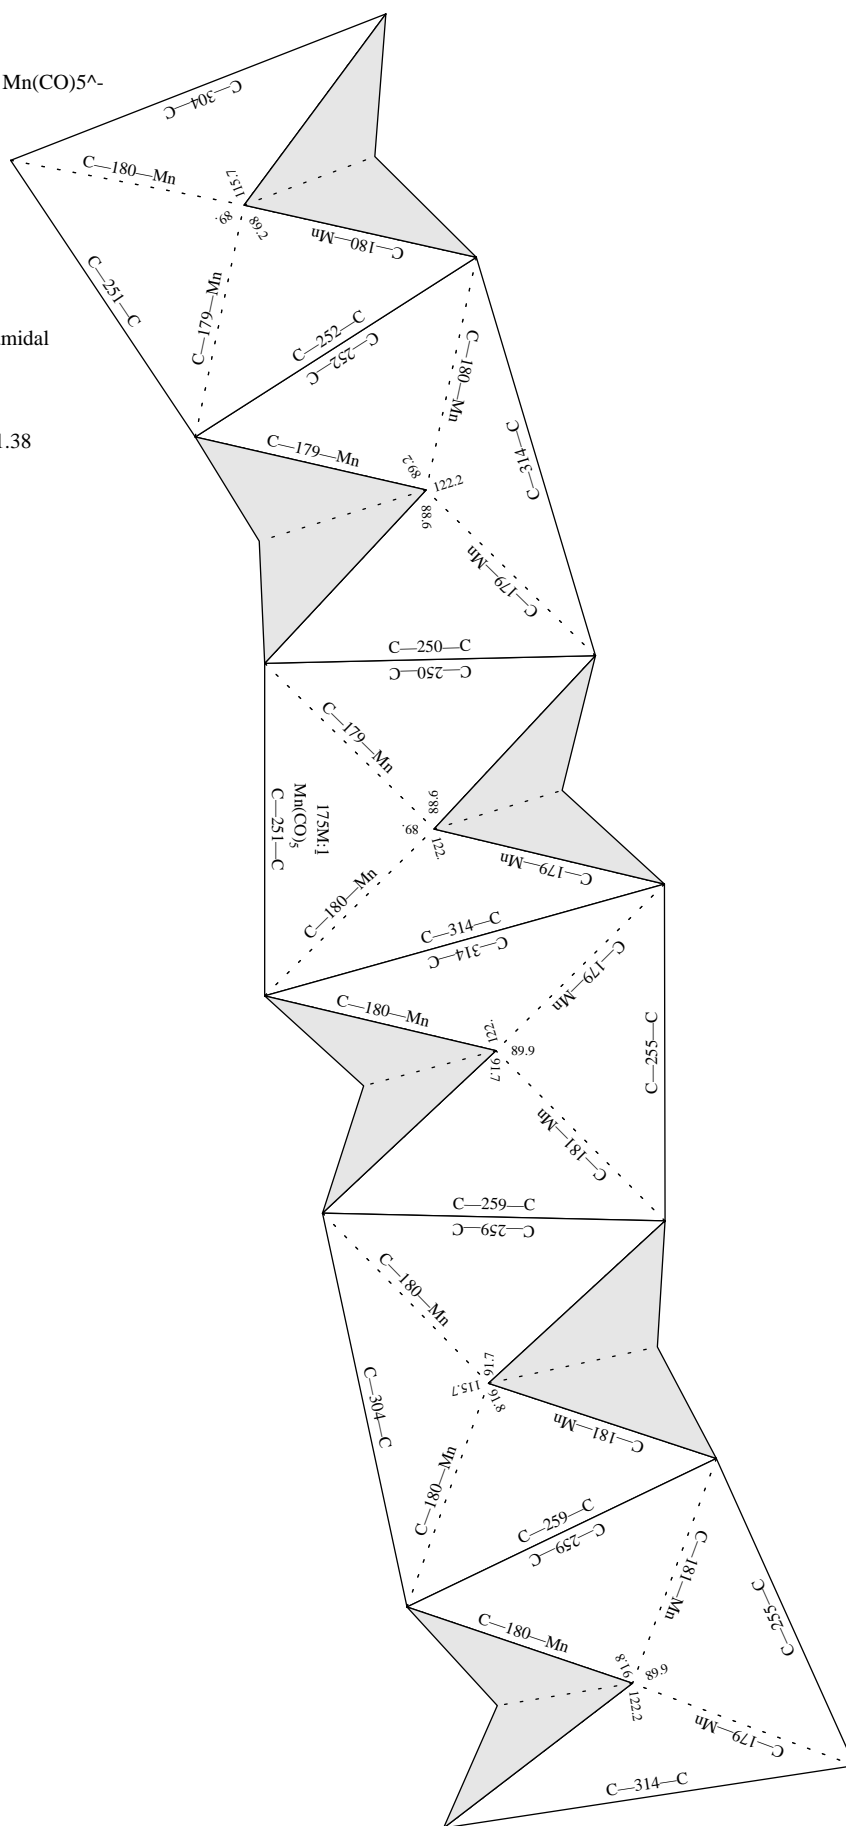 Mn(CO)5^-
C—304—C
C—180—Mn
115.7
89.
89.2
C—180—Mn
C—251—C
C—179—Mn
C—252—C
C—252—C
amidal
C—180—Mn
1.38
C—179—Mn
89.2
122.2
88.6
C—314—C
C—179—Mn
C—250—C
C—250—C
C—179—Mn
88.6
89.
122.
175M:1
Mn(CO)5
C—251—C
C—179—Mn
C—180—Mn
C—314—C
C—314—C
C—179—Mn
C—180—Mn
122.
89.9
91.7
C—255—C
C—181—Mn
C—259—C
C—259—C
C—180—Mn
91.7
115.7
91.8
C—304—C
C—181—Mn
C—180—Mn
C—259—C
C—259—C
C—181—Mn
C—255—C
C—180—Mn
91.8
89.9
122.2
C—179—Mn
C—314—C